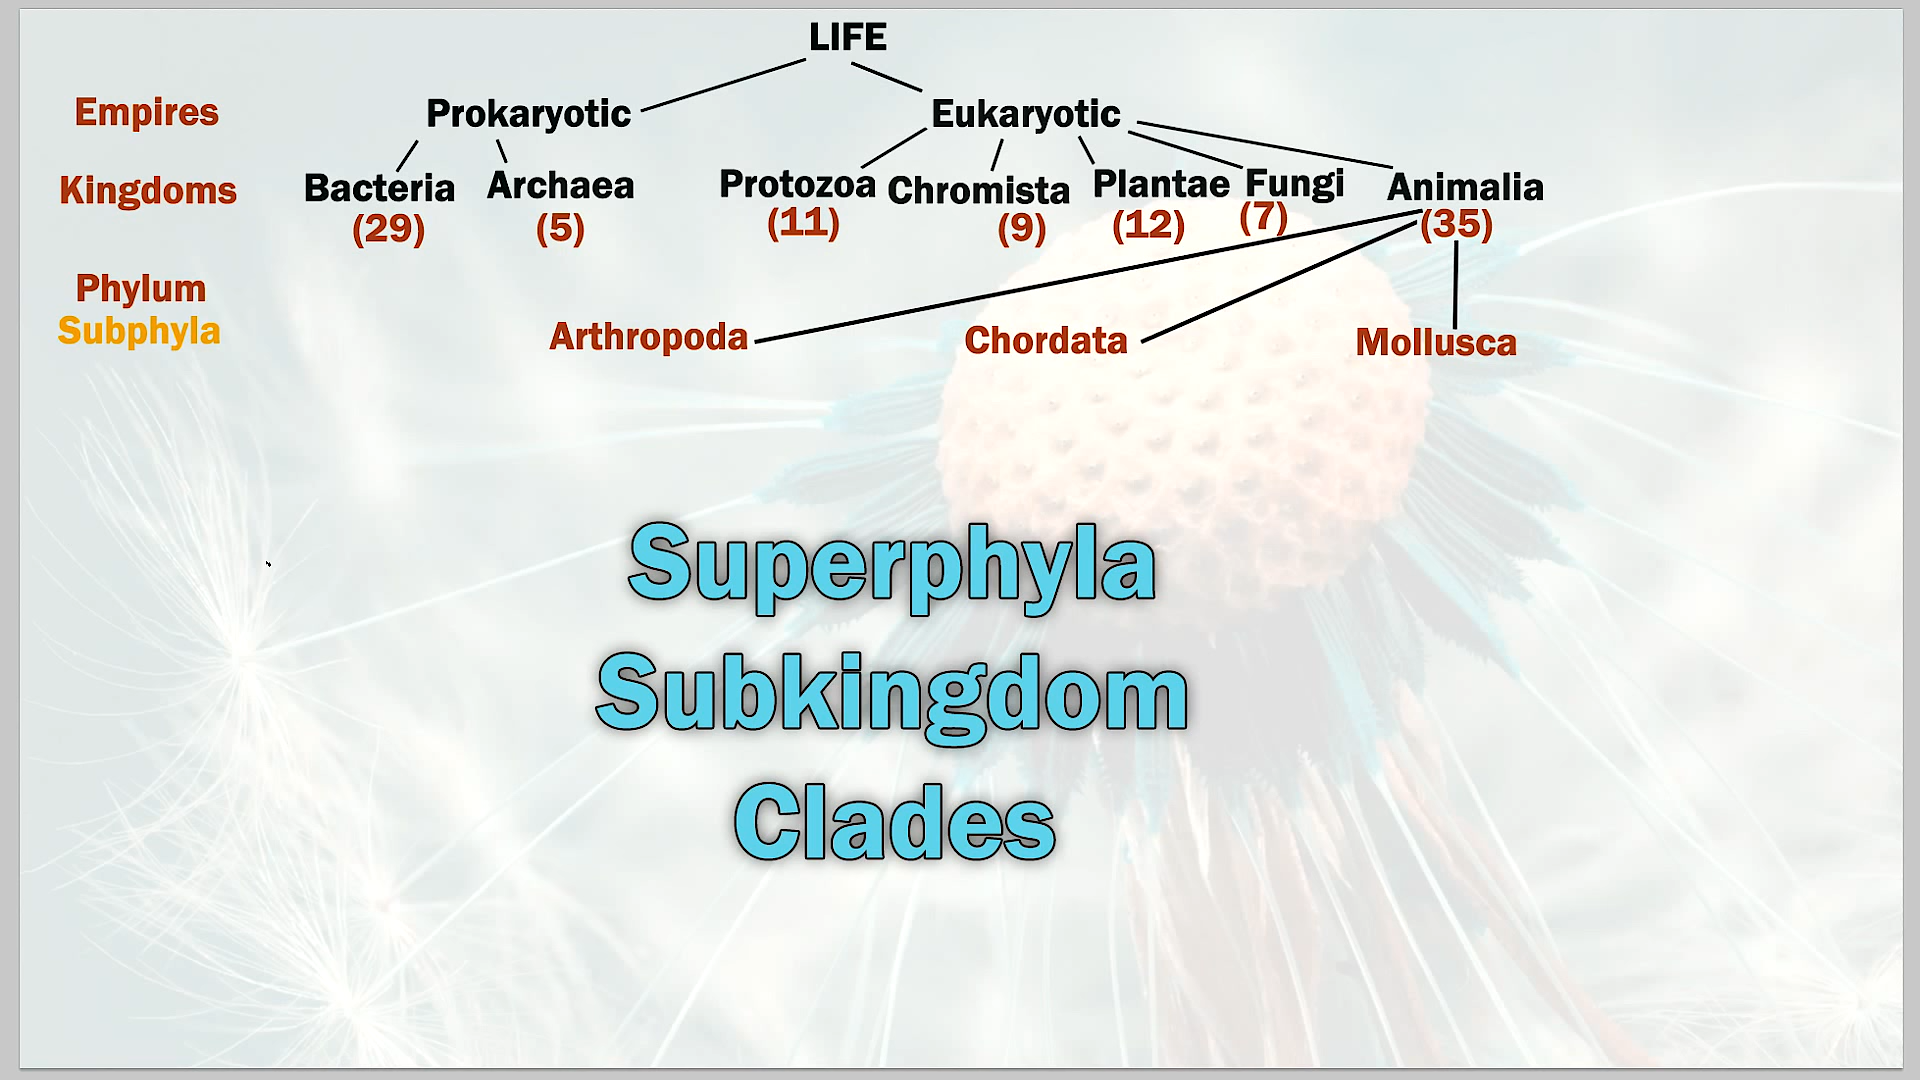 LIFE
Empires Prokaryotic Eukaryotic
Kingdoms Bacteria Archaea Protozoa Chromista Plantae Fungi Animalia
(29) (5) (11) (9) (12) (7) (35)
Phylum
Subphyla Arthropoda Chordata Mollusca
Superphyla
Subkingdom
Clades